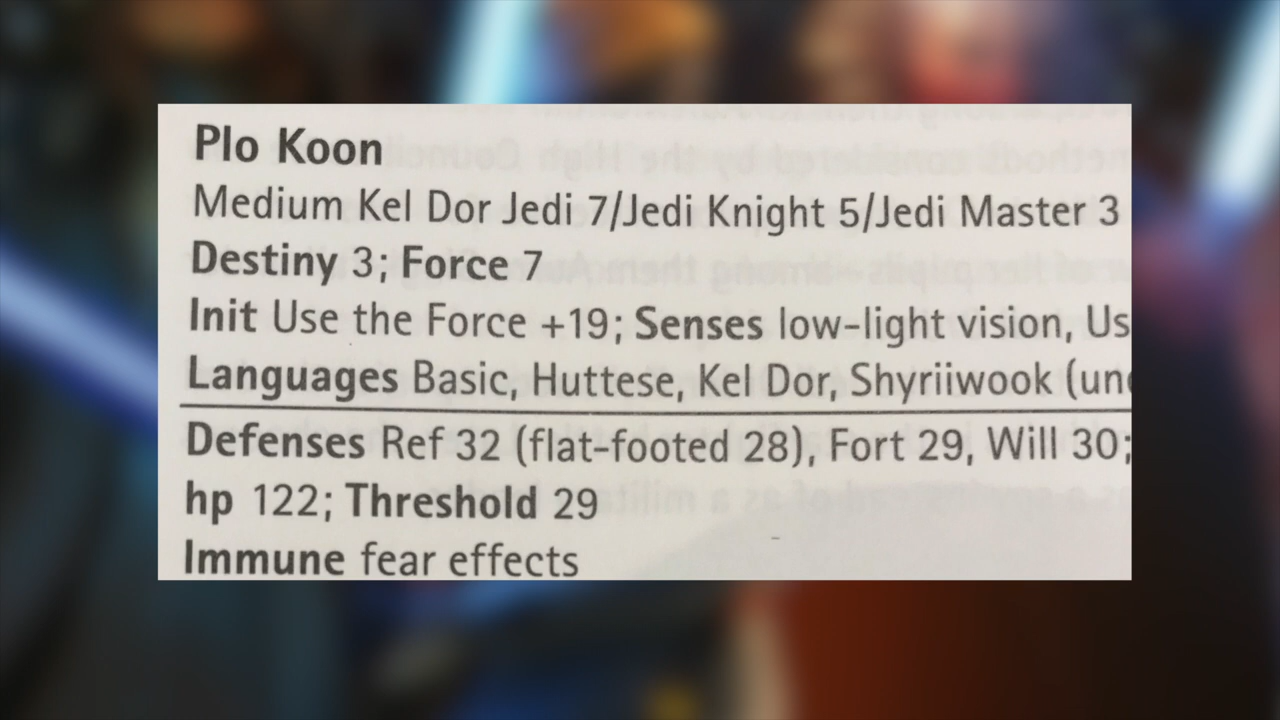 Plo Koon
Medium Kel Dor Jedi 7/Jedi Knight 5/Jedi Master 3
Destiny 3; Force 7
Init Use the Force +19; Senses low-light vision, Us
Languages Basic, Huttese, Kel Dor, Shyriiwook (und
Defenses Ref 32 (flat-footed 28), Fort 29, Will 30;
hp 122; Threshold 29
Immune fear effects